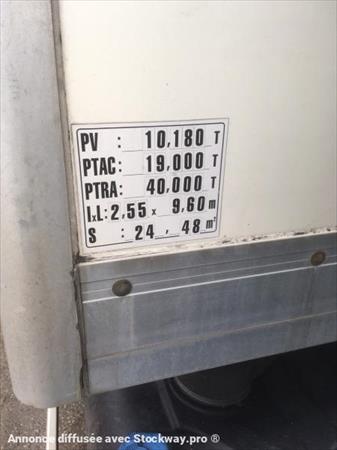 PV : 10,180 T
PTAC: 19,000 T
PTRA: 40,000 T
lxL: 2,55 x 9,60 m
S : 24,48 m²
Annonce diffusée avec Stockway.pro ®